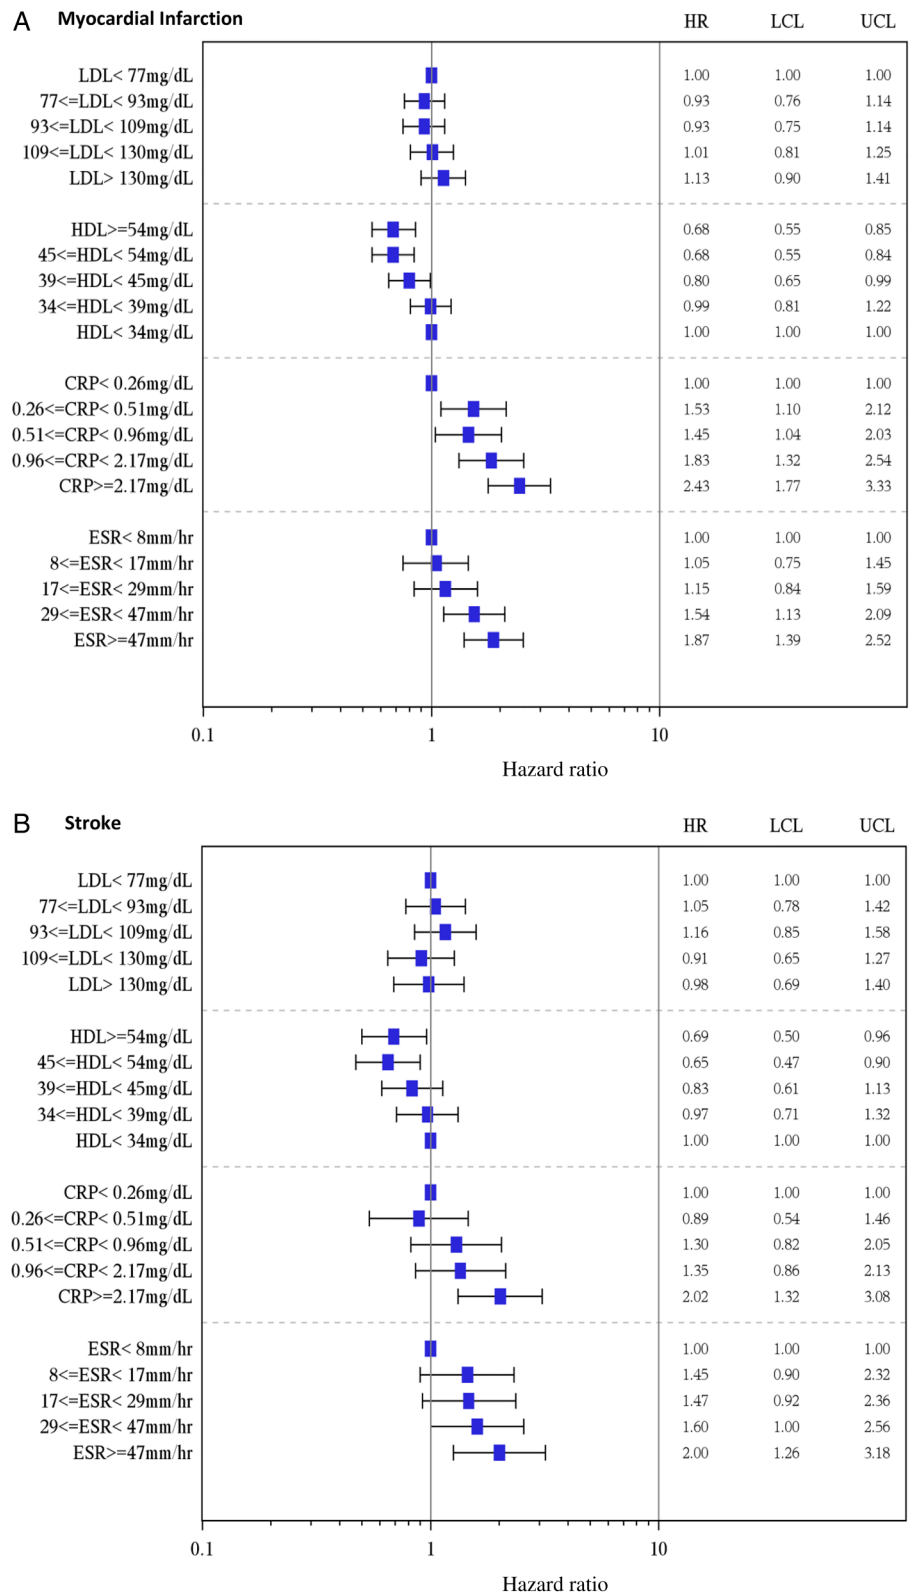 A Myocardial Infarction HR LCL UCL
LDL< 77mg/dL 1.00 1.00 1.00
77<=LDL< 93mg/dL 0.93 0.76 1.14
93<=LDL< 109mg/dL 0.93 0.75 1.14
109<=LDL< 130mg/dL 1.01 0.81 1.25
LDL> 130mg/dL 1.13 0.90 1.41
HDL>=54mg/dL 0.68 0.55 0.85
45<=HDL< 54mg/dL 0.68 0.55 0.84
39<=HDL< 45mg/dL 0.80 0.65 0.99
34<=HDL< 39mg/dL 0.99 0.81 1.22
HDL< 34mg/dL 1.00 1.00 1.00
CRP< 0.26mg/dL 1.00 1.00 1.00
0.26<=CRP< 0.51mg/dL 1.53 1.10 2.12
0.51<=CRP< 0.96mg/dL 1.45 1.04 2.03
0.96<=CRP< 2.17mg/dL 1.83 1.32 2.54
CRP>=2.17mg/dL 2.43 1.77 3.33
ESR< 8mm/hr 1.00 1.00 1.00
8<=ESR< 17mm/hr 1.05 0.75 1.45
17<=ESR< 29mm/hr 1.15 0.84 1.59
29<=ESR< 47mm/hr 1.54 1.13 2.09
ESR>=47mm/hr 1.87 1.39 2.52
0.1 1 10
Hazard ratio
B Stroke HR LCL UCL
LDL< 77mg/dL 1.00 1.00 1.00
77<=LDL< 93mg/dL 1.05 0.78 1.42
93<=LDL< 109mg/dL 1.16 0.85 1.58
109<=LDL< 130mg/dL 0.91 0.65 1.27
LDL> 130mg/dL 0.98 0.69 1.40
HDL>=54mg/dL 0.69 0.50 0.96
45<=HDL< 54mg/dL 0.65 0.47 0.90
39<=HDL< 45mg/dL 0.83 0.61 1.13
34<=HDL< 39mg/dL 0.97 0.71 1.32
HDL< 34mg/dL 1.00 1.00 1.00
CRP< 0.26mg/dL 1.00 1.00 1.00
0.26<=CRP< 0.51mg/dL 0.89 0.54 1.46
0.51<=CRP< 0.96mg/dL 1.30 0.82 2.05
0.96<=CRP< 2.17mg/dL 1.35 0.86 2.13
CRP>=2.17mg/dL 2.02 1.32 3.08
ESR< 8mm/hr 1.00 1.00 1.00
8<=ESR< 17mm/hr 1.45 0.90 2.32
17<=ESR< 29mm/hr 1.47 0.92 2.36
29<=ESR< 47mm/hr 1.60 1.00 2.56
ESR>=47mm/hr 2.00 1.26 3.18
0.1 1 10
Hazard ratio